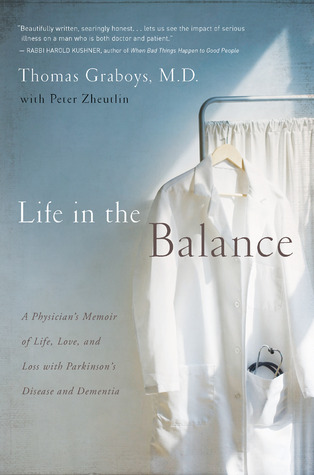 "Beautifully written, searingly honest. . . lets us see the impact of serious
illness on a man who is both doctor and patient."
— RABBI HAROLD KUSHNER, author of When Bad Things Happen to Good People
Thomas Graboys, M.D.
with Peter Zheutlin
Life in the
Balance
A Physician's Memoir
of Life, Love, and
Loss with Parkinson's
Disease and Dementia